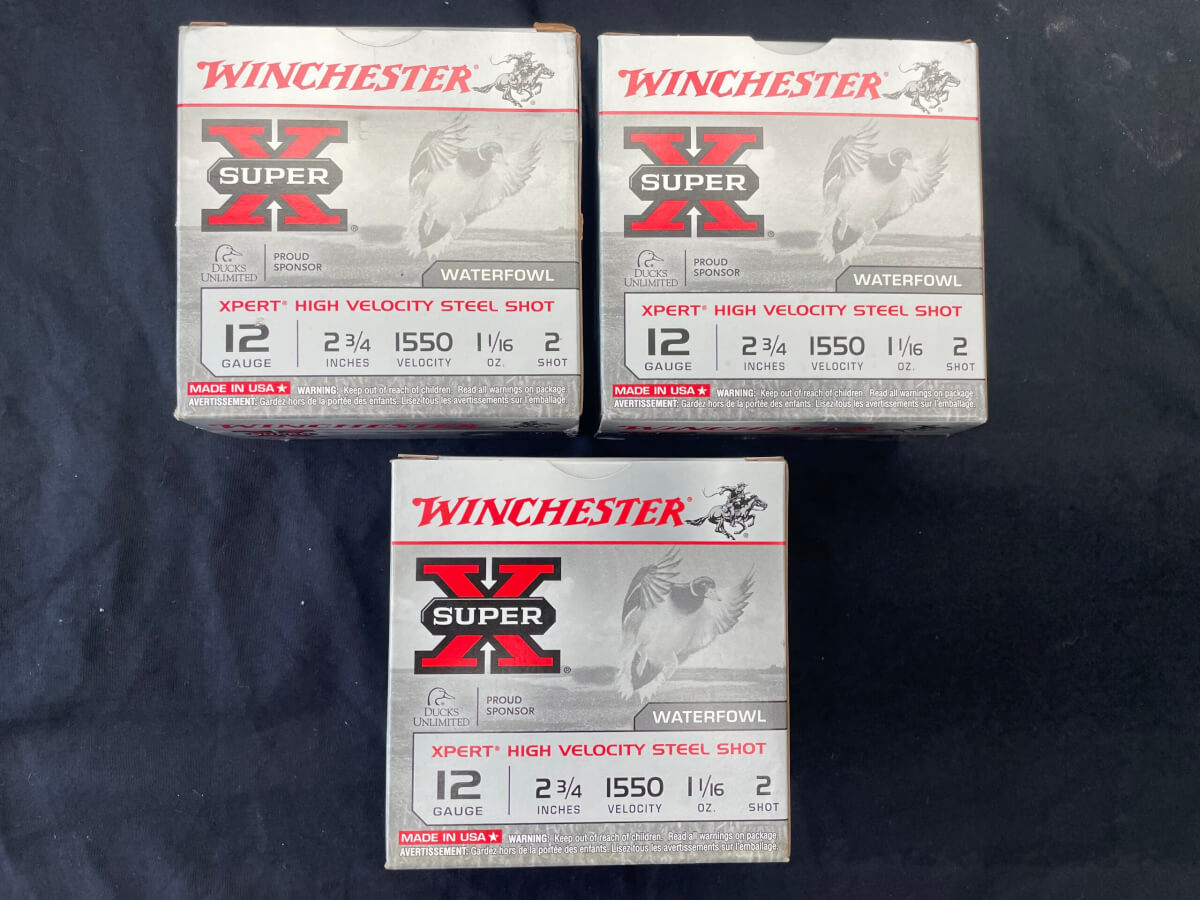 WINCHESTER®
X
SUPER
®
DUCKS
UNLIMITED
PROUD
SPONSOR
WATERFOWL
XPERT® HIGH VELOCITY STEEL SHOT
12 2 3/4 1550 1 1/16 2
GAUGE INCHES VELOCITY OZ. SHOT
MADE IN USA★ WARNING: Keep out of reach of children. Read all warnings on package.
AVERTISSEMENT: Gardez hors de la portée des enfants. Lisez tous les avertissements sur l'emballage.
WINCHESTER
WINCHESTER®
X
SUPER
®
DUCKS
UNLIMITED
PROUD
SPONSOR
WATERFOWL
XPERT® HIGH VELOCITY STEEL SHOT
12 2 3/4 1550 1 1/16 2
GAUGE INCHES VELOCITY OZ. SHOT
MADE IN USA★ WARNING: Keep out of reach of children. Read all warnings on package.
AVERTISSEMENT: Gardez hors de la portée des enfants. Lisez tous les avertissements sur l'emballage.
WINCHESTER
WINCHESTER®
X
SUPER
®
DUCKS
UNLIMITED
PROUD
SPONSOR
WATERFOWL
XPERT® HIGH VELOCITY STEEL SHOT
12 2 3/4 1550 1 1/16 2
GAUGE INCHES VELOCITY OZ. SHOT
MADE IN USA★ WARNING: Keep out of reach of children. Read all warnings on package.
AVERTISSEMENT: Gardez hors de la portée des enfants. Lisez tous les avertissements sur l'emballage.